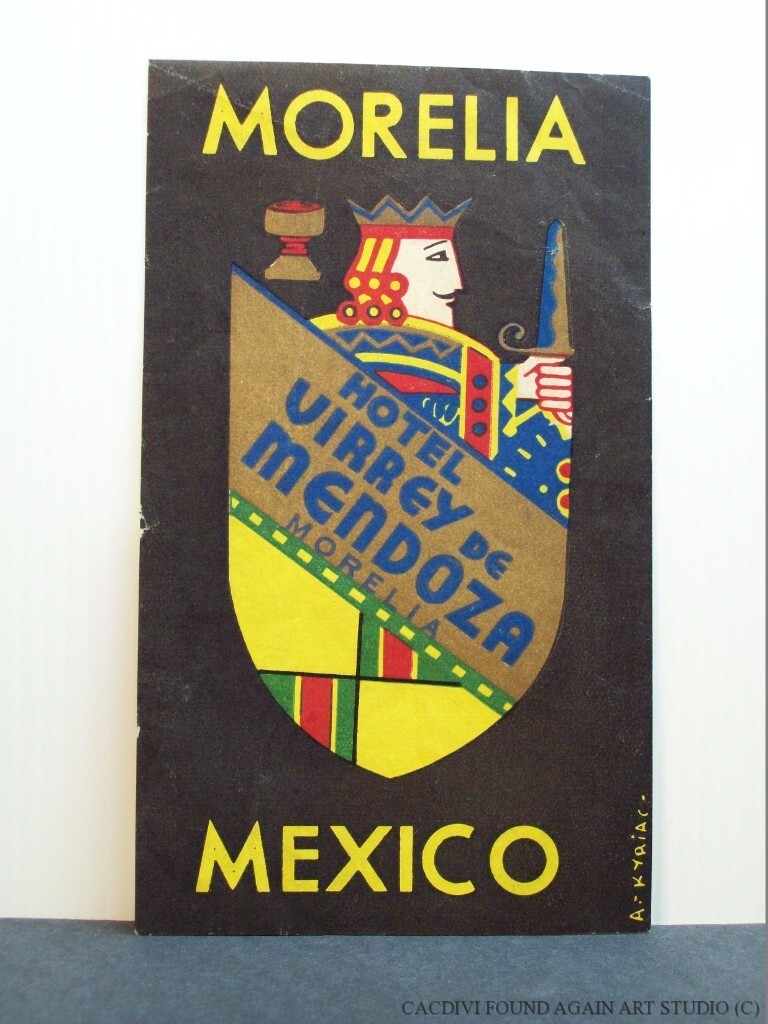 MORELIA
HOTEL
VIRREY DE
MENDOZA
MORELIA
MEXICO
A.-KYRIAC-
CACDIVI FOUND AGAIN ART STUDIO (C)